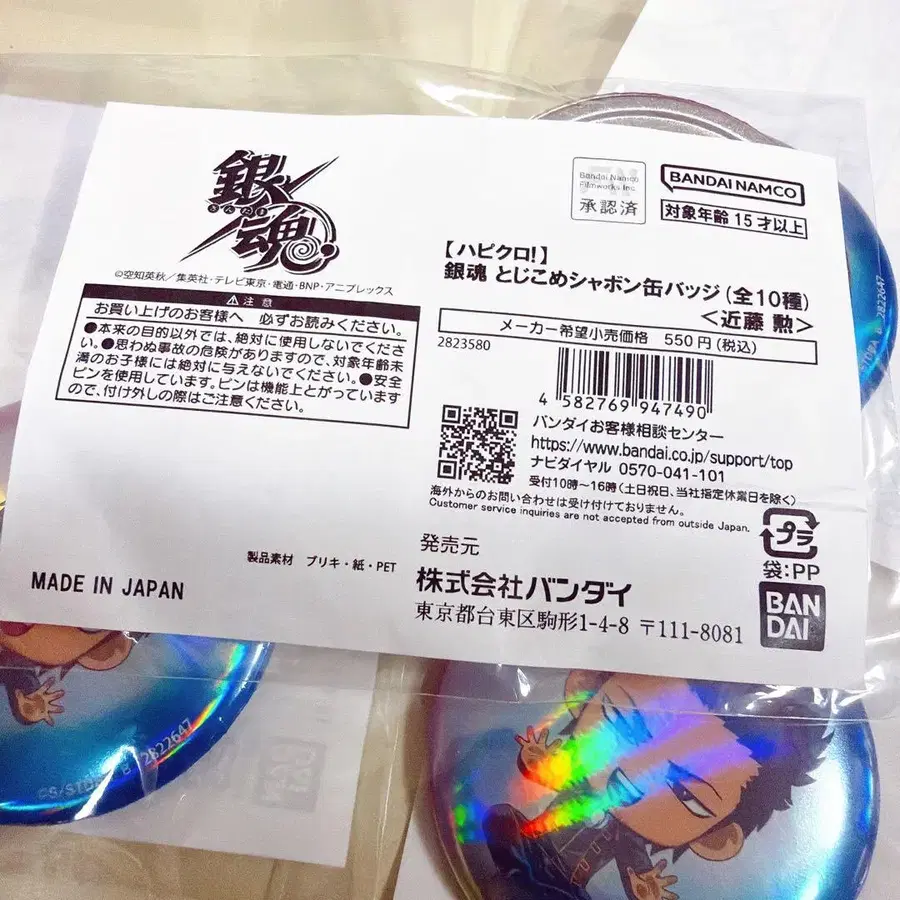 銀魂
ぎんたま
©空知英秋／集英社・テレビ東京・電通・BNP・アニプレックス
⚠注意
お買い上げのお客様へ 必ずお読みください。
●本来の目的以外では、絶対に使用しないでくださ
い。●思わぬ事故の危険がありますので、対象年齢未
満のお子様には絶対に与えないでください。●安全
ピンを使用しています。ピンは機能上とがっています
ので、付け外しの際はご注意ください。
製品素材 ブリキ・紙・PET
MADE IN JAPAN
Bandai Namco
Filmworks Inc.
承認済
BANDAI NAMCO
対象年齢 15才以上
【ハピクロ!】
銀魂 とじこめシャボン缶バッジ(全10種)
＜近藤 勲＞
メーカー希望小売価格 550円(税込)
2823580
4 582769 947490
バンダイお客様相談センター
https://www.bandai.co.jp/support/top
ナビダイヤル 0570-041-101
受付10時〜16時(土日祝日、当社指定休業日を除く)
海外からのお問い合わせは受け付けておりません。
Customer service inquiries are not accepted from outside Japan.
プラ
袋:PP
発売元
株式会社バンダイ
東京都台東区駒形1-4-8 〒111-8081
BAN
DAI
2822647
2822647